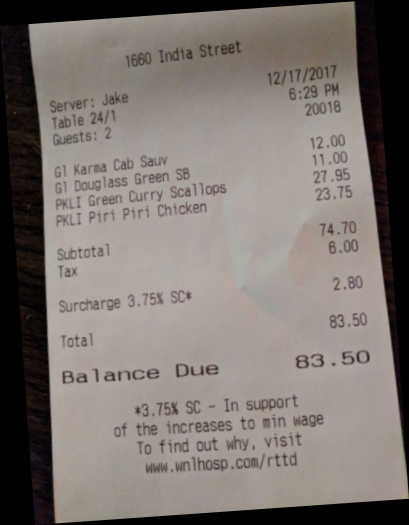 1660 India Street
Server: Jake 12/17/2017
Table 24/1 6:29 PM
Guests: 2 20018
Gl Karma Cab Sauv 12.00
Gl Douglass Green SB 11.00
PKLI Green Curry Scallops 27.95
PKLI Piri Piri Chicken 23.75
Subtotal 74.70
Tax 6.00
Surcharge 3.75% SC* 2.80
Total 83.50
Balance Due 83.50
*3.75% SC - In support
of the increases to min wage
To find out why, visit
www.wnlhosp.com/rttd